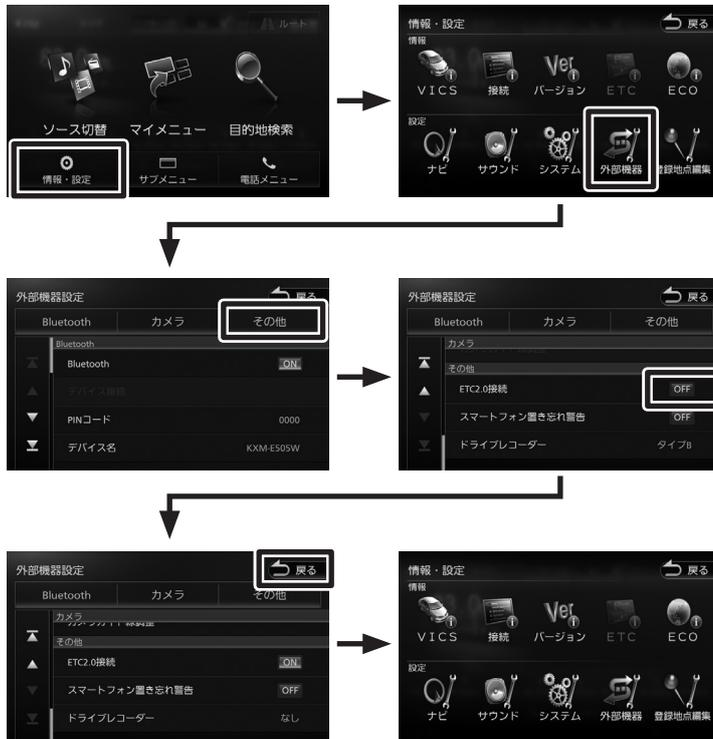 ルート
ソース切替 マイメニュー 目的地検索
情報・設定 サブメニュー 電話メニュー
情報・設定 戻る
情報
VICS 接続 バージョン ETC ECO
設定
ナビ サウンド システム 外部機器 登録地点編集
外部機器設定 戻る
Bluetooth カメラ その他
Bluetooth
Bluetooth ON
デバイス接続
PINコード 0000
デバイス名 KXM-E505W
外部機器設定 戻る
Bluetooth カメラ その他
カメラ
その他
ETC2.0接続 OFF
スマートフォン置き忘れ警告 OFF
ドライブレコーダー タイプB
外部機器設定 戻る
Bluetooth カメラ その他
カメラ
その他
ETC2.0接続 ON
スマートフォン置き忘れ警告 OFF
ドライブレコーダー なし
情報・設定 戻る
情報
VICS 接続 バージョン ETC ECO
設定
ナビ サウンド システム 外部機器 登録地点編集